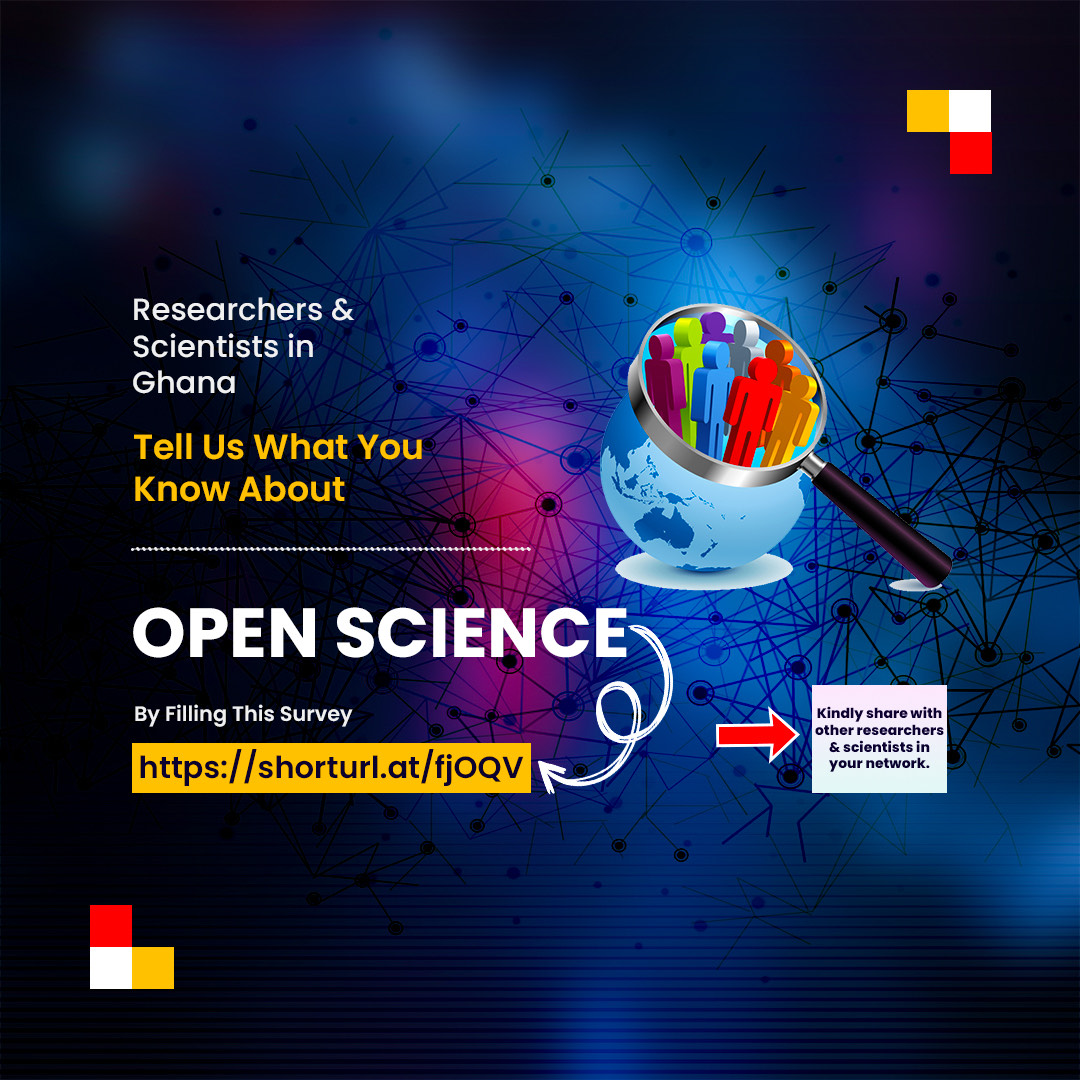 Researchers &
Scientists in
Ghana
Tell Us What You
Know About
OPEN SCIENCE
By Filling This Survey
https://shorturl.at/fjOQV
Kindly share with
other researchers
& scientists in
your network.